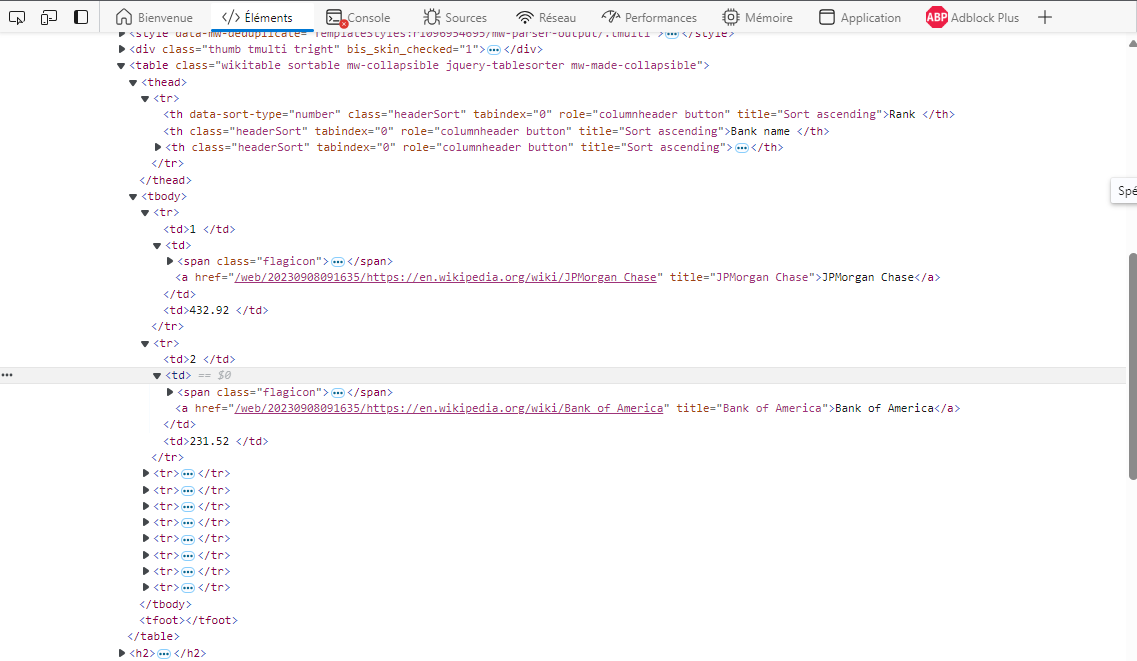 Bienvenue </> Éléments Console Sources Réseau Performances Mémoire Application ABP Adblock Plus
<style data-mw-deduplicate="TemplateStyles:r1096954695/mw-parser-output/.tmulti">…</style>
<div class="thumb tmulti tright" bis_skin_checked="1">…</div>
<table class="wikitable sortable mw-collapsible jquery-tablesorter mw-made-collapsible">
<thead>
<tr>
<th data-sort-type="number" class="headerSort" tabindex="0" role="columnheader button" title="Sort ascending">Rank </th>
<th class="headerSort" tabindex="0" role="columnheader button" title="Sort ascending">Bank name </th>
<th class="headerSort" tabindex="0" role="columnheader button" title="Sort ascending">…</th>
</tr>
</thead>
<tbody>
Spé
<tr>
<td>1 </td>
<td>
<span class="flagicon">…</span>
<a href="/web/20230908091635/https://en.wikipedia.org/wiki/JPMorgan_Chase" title="JPMorgan Chase">JPMorgan Chase</a>
</td>
<td>432.92 </td>
</tr>
<tr>
<td>2 </td>
… <td> == $0
<span class="flagicon">…</span>
<a href="/web/20230908091635/https://en.wikipedia.org/wiki/Bank_of_America" title="Bank of America">Bank of America</a>
</td>
<td>231.52 </td>
</tr>
<tr>…</tr>
<tr>…</tr>
<tr>…</tr>
<tr>…</tr>
<tr>…</tr>
<tr>…</tr>
<tr>…</tr>
<tr>…</tr>
</tbody>
<tfoot></tfoot>
</table>
<h2>…</h2>